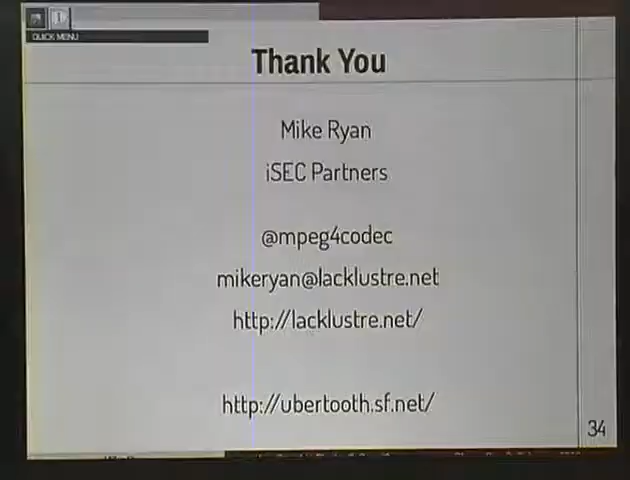 QUICK MENU
Thank You
Mike Ryan
iSEC Partners
@mpeg4codec
mikeryan@lacklustre.net
http://lacklustre.net/
http://ubertooth.sf.net/
34